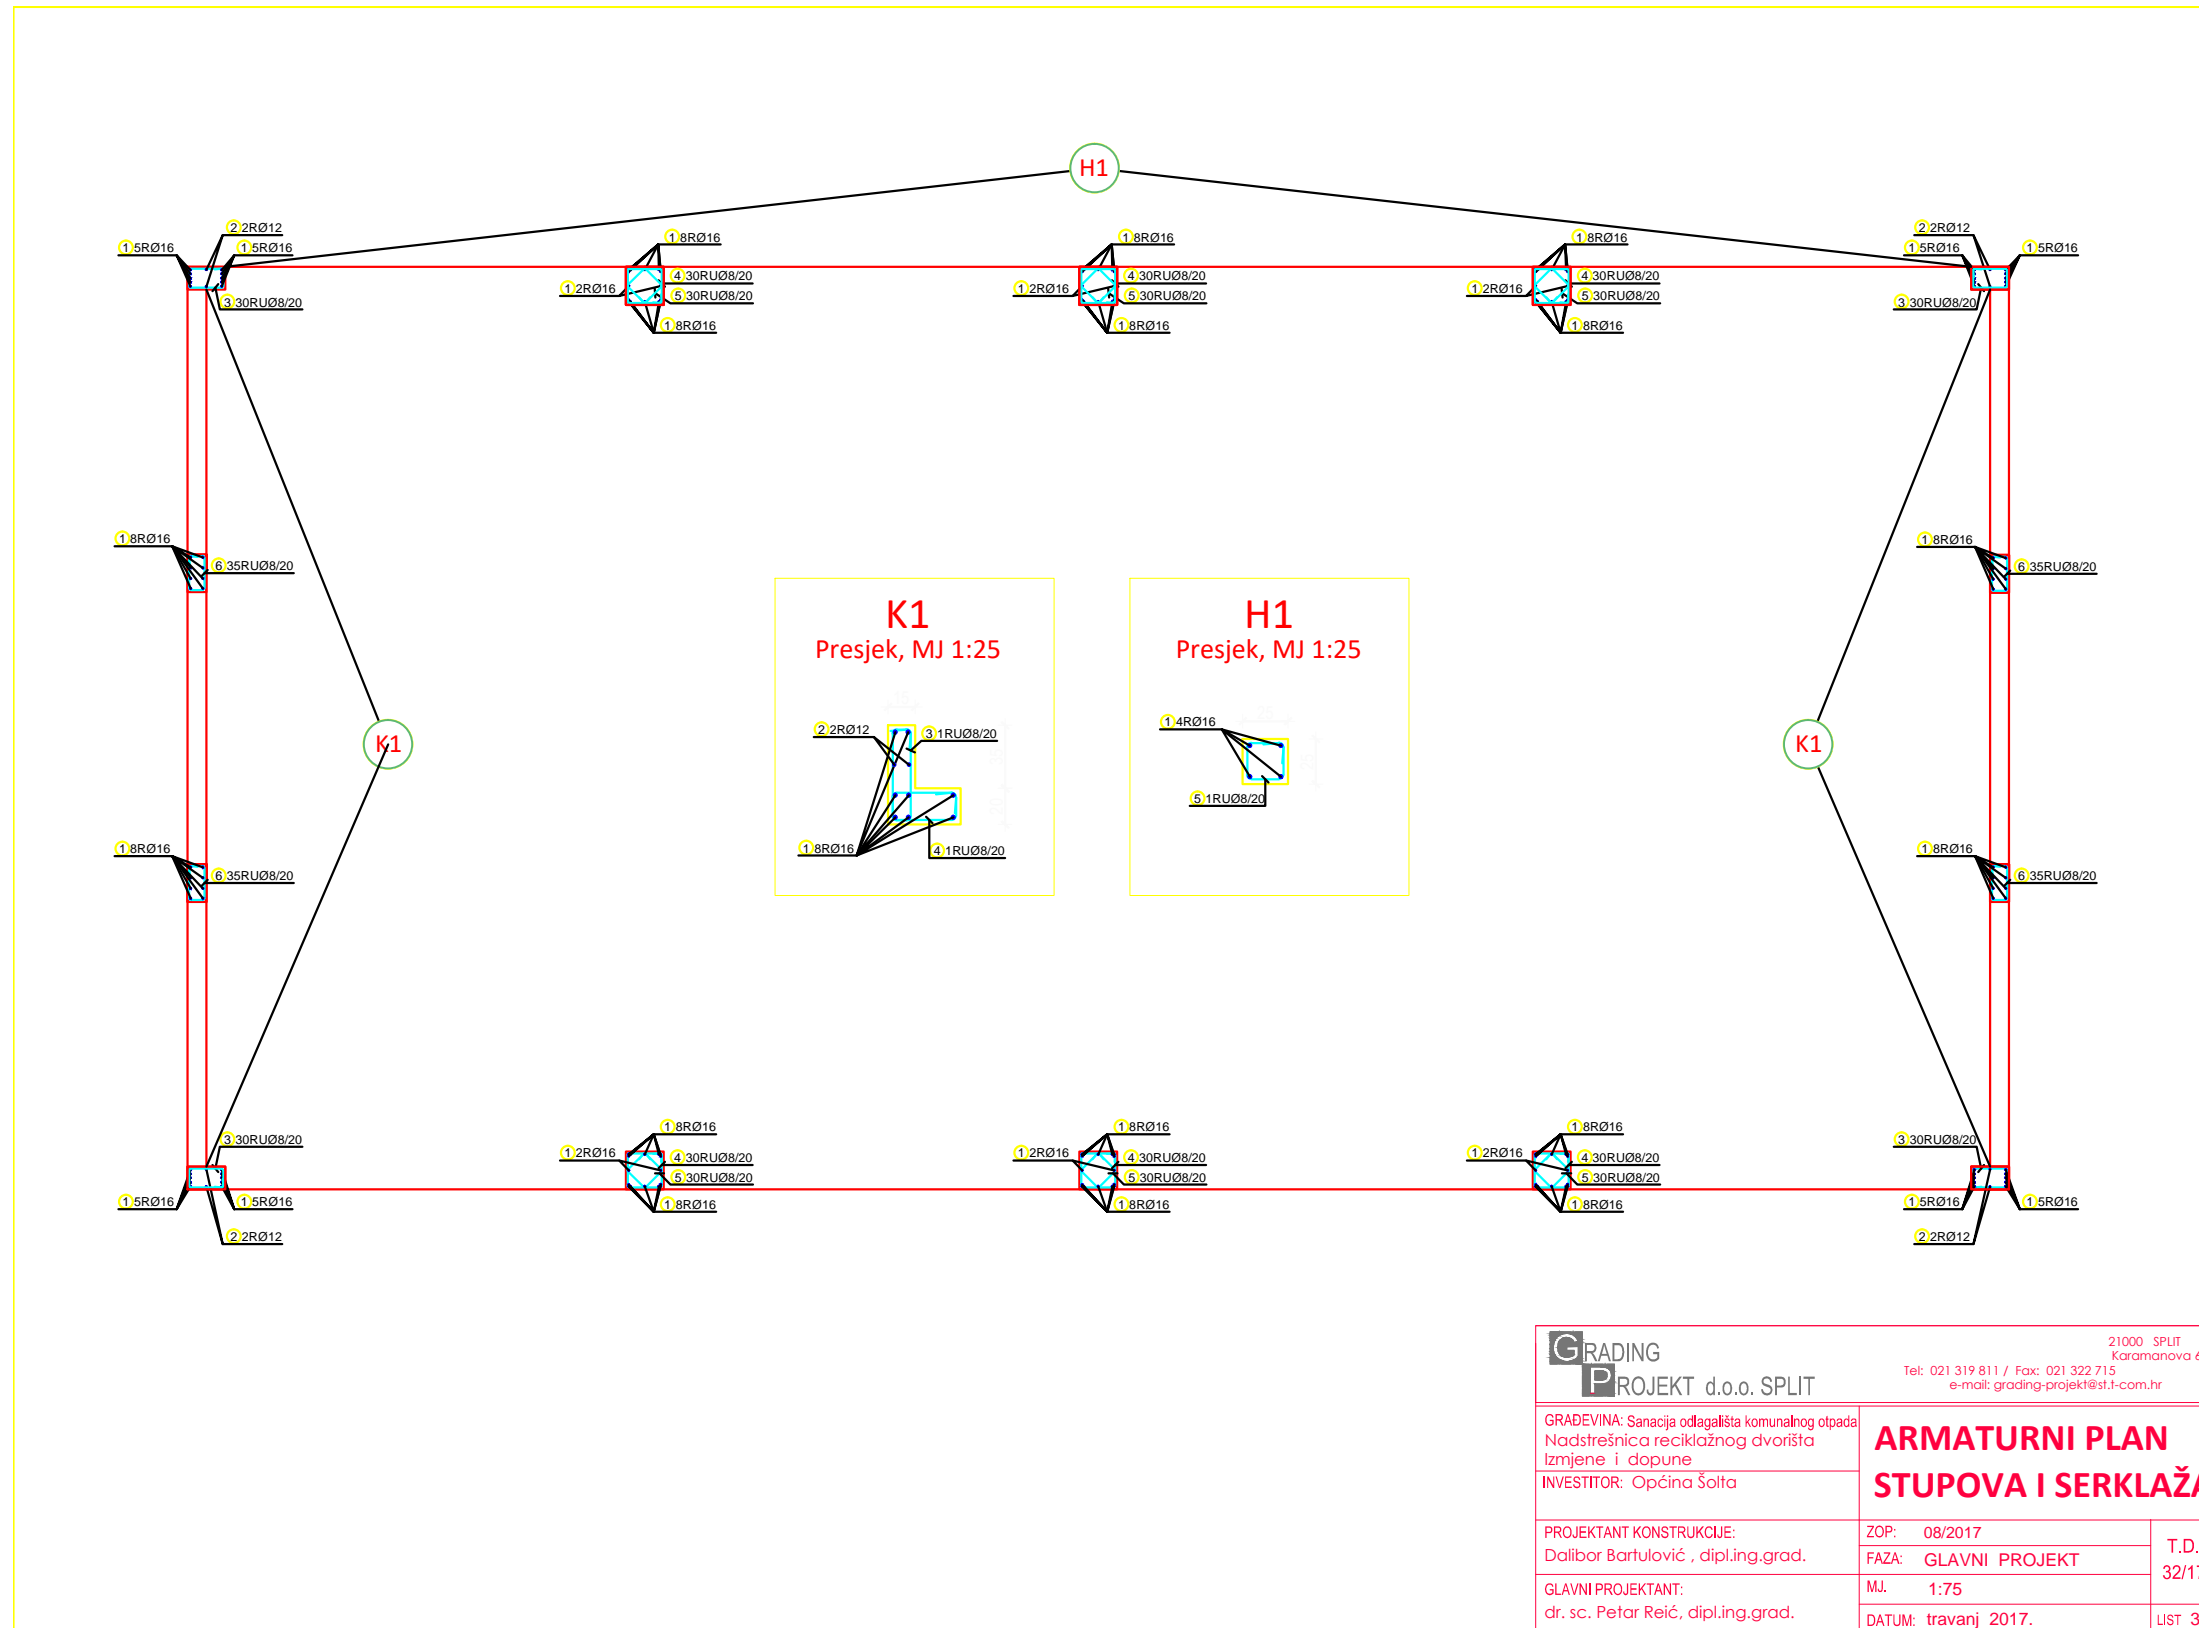 H1
② 2RØ12
① 5RØ16
① 5RØ16
③ 30RUØ8/20
① 8RØ16
① 2RØ16
④ 30RUØ8/20
⑤ 30RUØ8/20
① 8RØ16
① 8RØ16
① 2RØ16
④ 30RUØ8/20
⑤ 30RUØ8/20
① 8RØ16
① 8RØ16
① 2RØ16
④ 30RUØ8/20
⑤ 30RUØ8/20
① 8RØ16
② 2RØ12
① 5RØ16
① 5RØ16
③ 30RUØ8/20
① 8RØ16
⑥ 35RUØ8/20
① 8RØ16
⑥ 35RUØ8/20
K1
Presjek, MJ 1:25
15
② 2RØ12
③ 1RUØ8/20
20
① 8RØ16
④ 1RUØ8/20
H1
Presjek, MJ 1:25
① 4RØ16
25
⑤ 1RUØ8/20
K1
K1
① 8RØ16
⑥ 35RUØ8/20
① 8RØ16
⑥ 35RUØ8/20
③ 30RUØ8/20
① 5RØ16
① 5RØ16
② 2RØ12
① 8RØ16
① 2RØ16
④ 30RUØ8/20
⑤ 30RUØ8/20
① 8RØ16
① 8RØ16
① 2RØ16
④ 30RUØ8/20
⑤ 30RUØ8/20
① 8RØ16
① 8RØ16
① 2RØ16
④ 30RUØ8/20
⑤ 30RUØ8/20
① 8RØ16
③ 30RUØ8/20
① 5RØ16
① 5RØ16
② 2RØ12
GRADING
PROJEKT d.o.o. SPLIT
21000 SPLIT
Karamanova 6
Tel: 021 319 811 / Fax: 021 322 715
e-mail: grading-projekt@st.t-com.hr
GRAĐEVINA: Sanacija odlagališta komunalnog otpada
Nadstrešnica reciklažnog dvorišta
Izmjene i dopune
INVESTITOR: Općina Šolta
ARMATURNI PLAN
STUPOVA I SERKLAŽA
PROJEKTANT KONSTRUKCIJE:
Dalibor Bartulović , dipl.ing.grad.
GLAVNI PROJEKTANT:
dr. sc. Petar Reić, dipl.ing.grad.
ZOP: 08/2017
FAZA: GLAVNI PROJEKT
MJ. 1:75
DATUM: travanj 2017.
T.D.
32/17
LIST 3